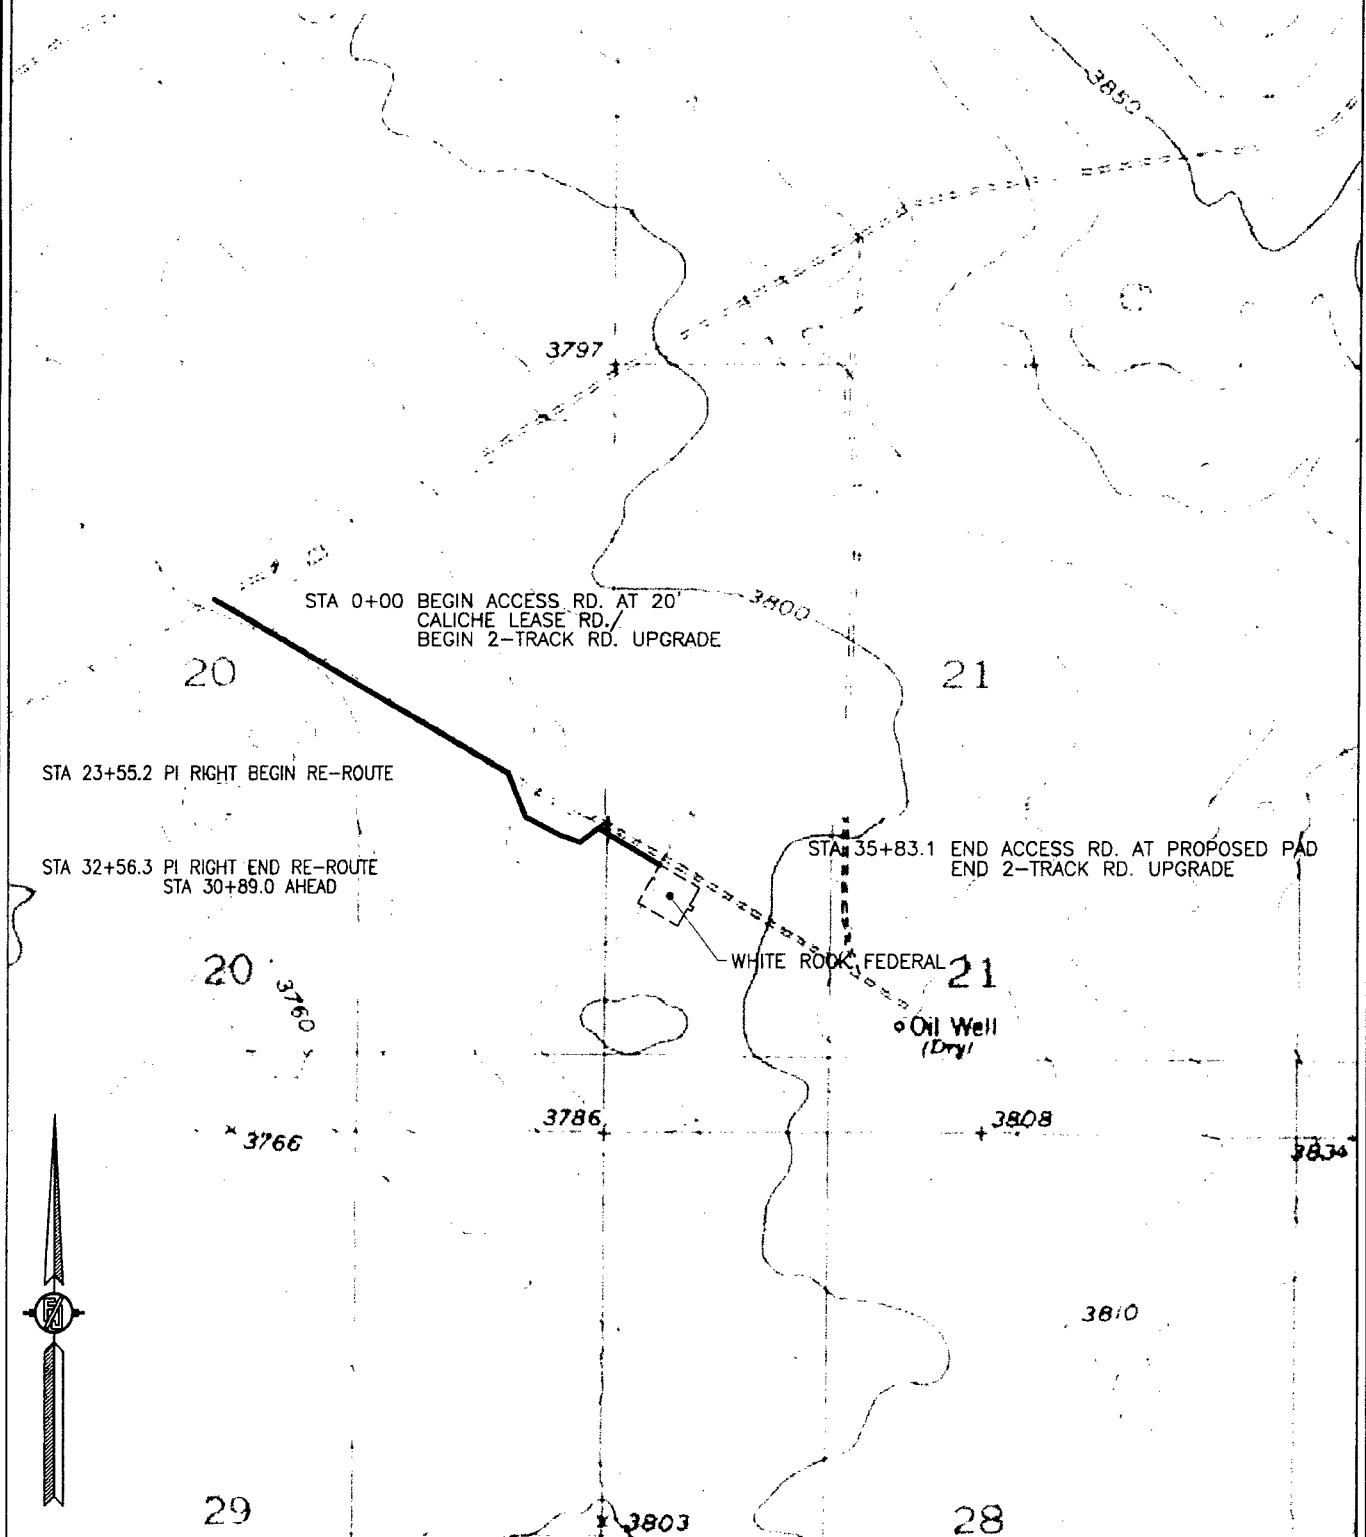 3850
3797
STA 0+00 BEGIN ACCESS RD. AT 20'
CALICHE LEASE RD./
BEGIN 2-TRACK RD. UPGRADE
3800
20
21
STA 23+55.2 PI RIGHT BEGIN RE-ROUTE
STA 35+83.1 END ACCESS RD. AT PROPOSED PAD
END 2-TRACK RD. UPGRADE
STA 32+56.3 PI RIGHT END RE-ROUTE
STA 30+89.0 AHEAD
WHITE ROOK FEDERAL
20
21
3760
Oil Well
(Dry)
3786
3808
3766
3834
3810
29
28
3803